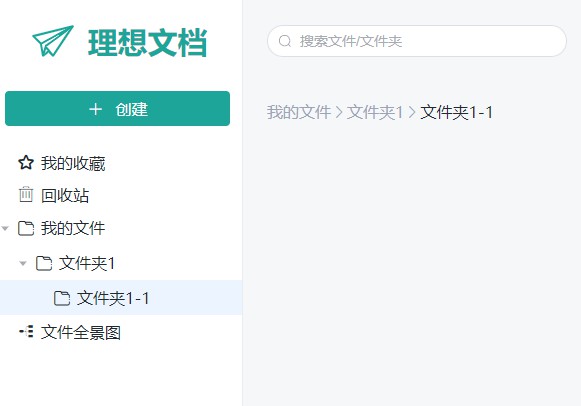 理想文档
创建
我的收藏
回收站
我的文件
文件夹1
文件夹1-1
文件全景图
搜索文件/文件夹
我的文件 > 文件夹1 > 文件夹1-1